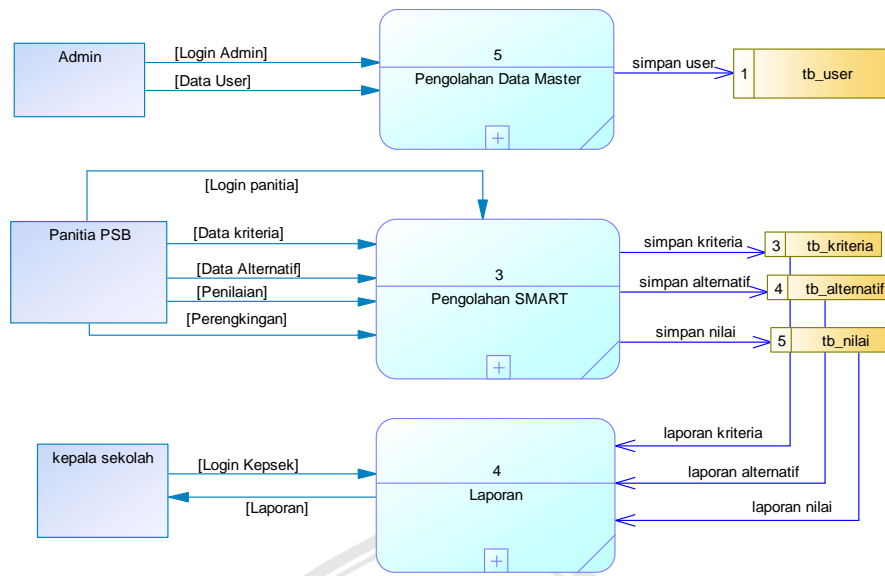 Admin
[Login Admin]
[Data User]
5
Pengolahan Data Master
simpan user
1
tb_user
[Login panitia]
Panitia PSB
[Data kriteria]
[Data Alternatif]
[Penilaian]
[Perengkingan]
3
Pengolahan SMART
simpan kriteria
3
tb_kriteria
simpan alternatif
4
tb_alternatif
simpan nilai
5
tb_nilai
kepala sekolah
[Login Kepsek]
[Laporan]
4
Laporan
laporan kriteria
laporan alternatif
laporan nilai